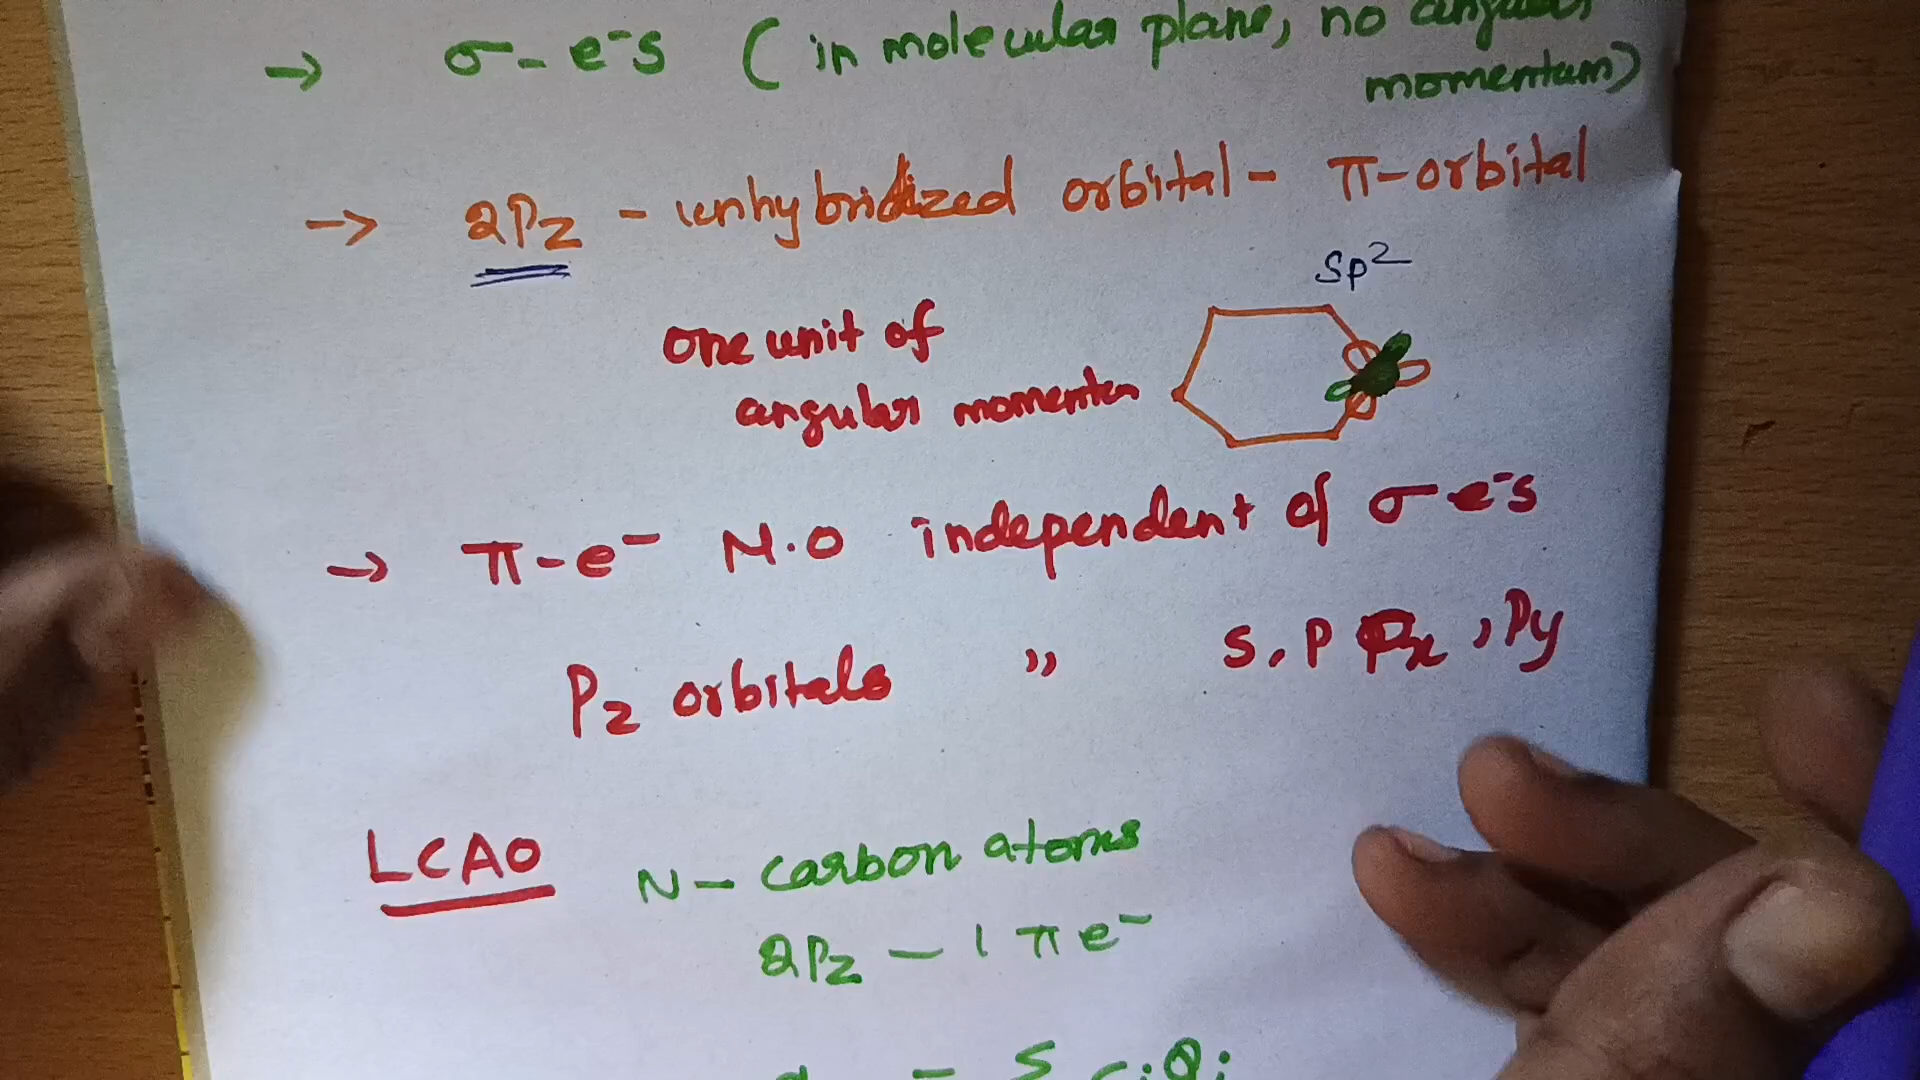 → σ-e⁻s (in molecular plane, no angular
momentum)
→ 2Pz - unhybridized orbital - π-orbital
Sp²
one unit of
angular momentum
→ π-e⁻ M.O independent of σ e⁻s
Pz orbitals ,, s, P Px, Py
LCAO
N - carbon atoms
2Pz - 1 π e⁻